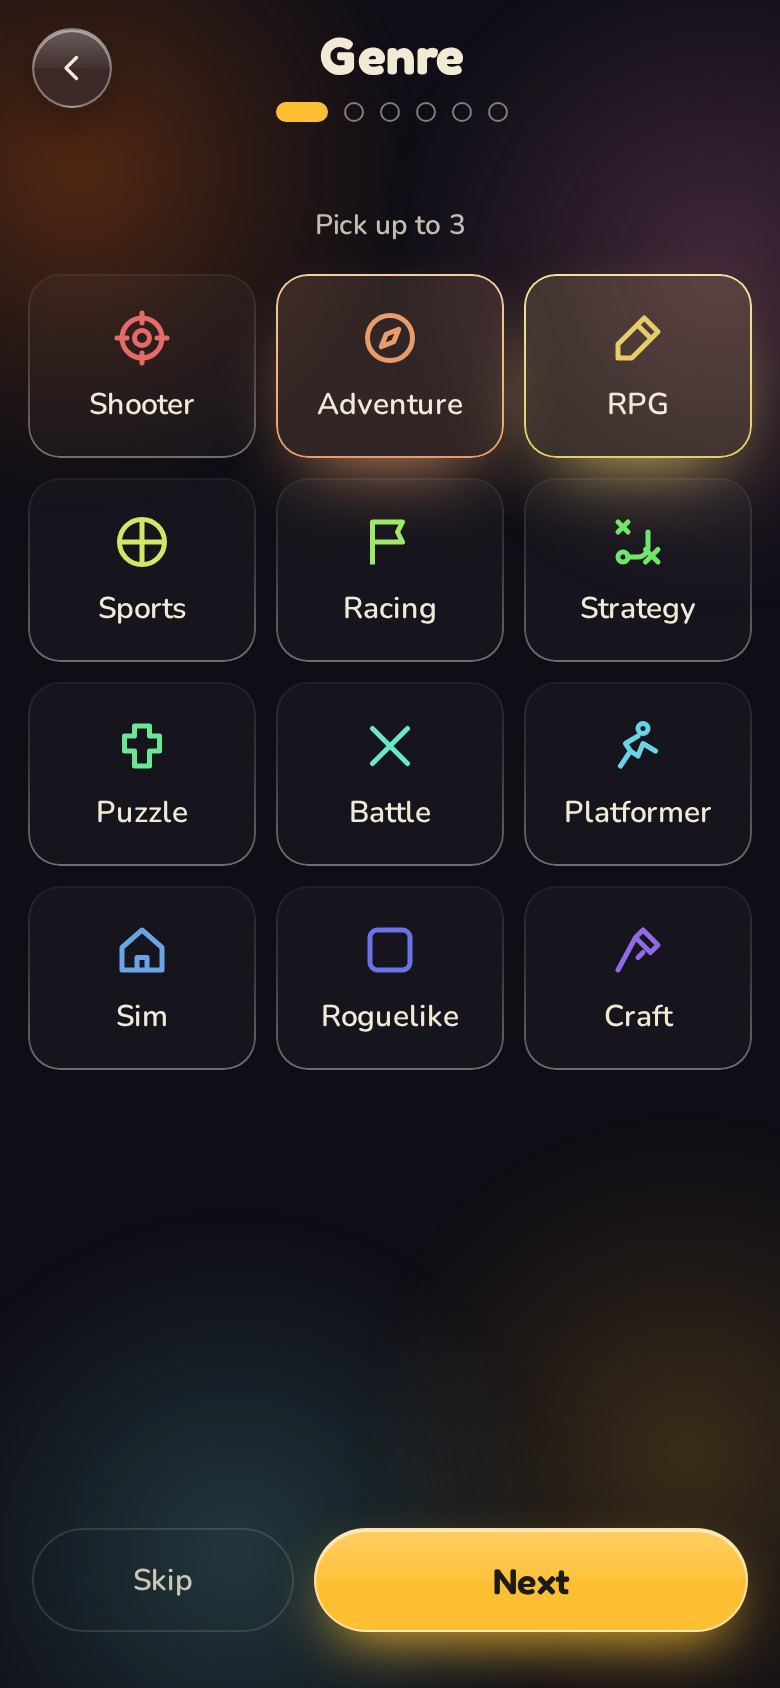 Genre
Pick up to 3
Shooter
Adventure
RPG
Sports
Racing
Strategy
Puzzle
Battle
Platformer
Sim
Roguelike
Craft
Skip
Next